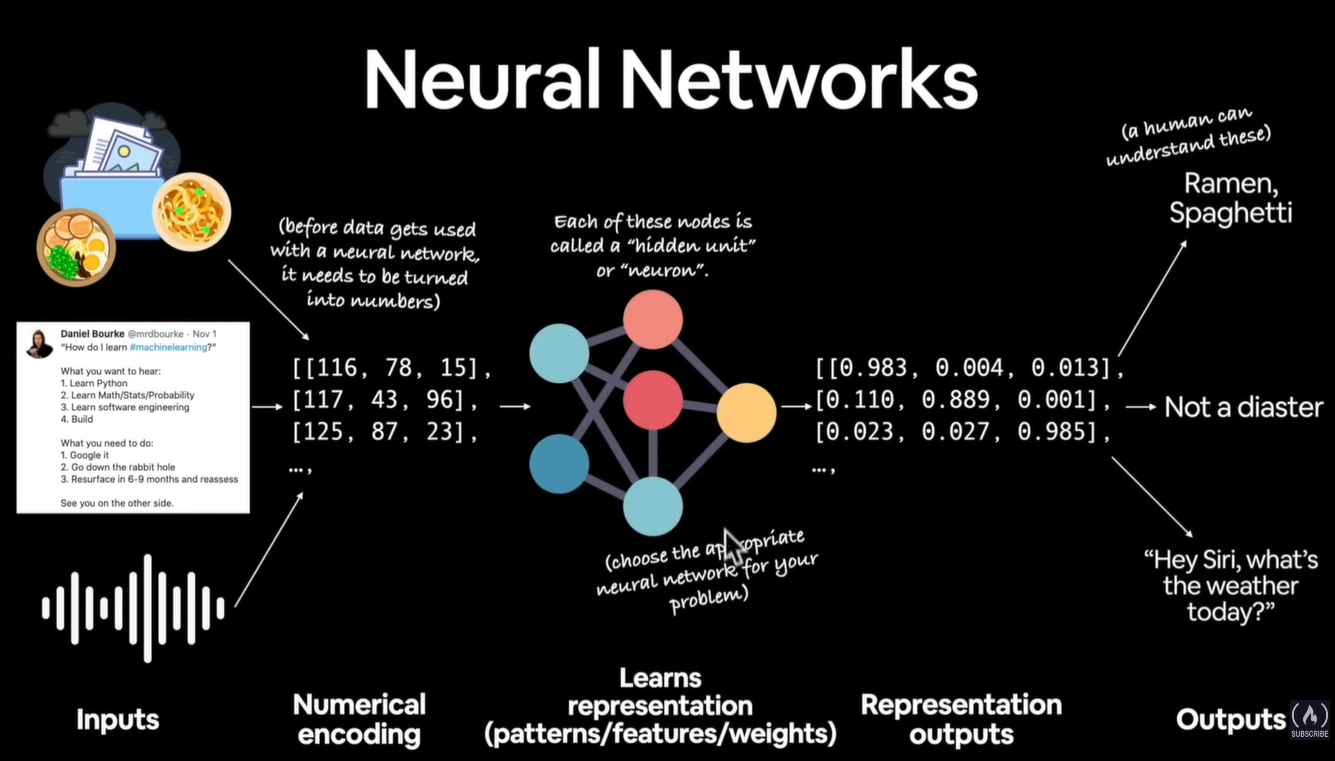 Neural Networks
(a human can
understand these)
Ramen,
Spaghetti
(before data gets used
with a neural network,
it needs to be turned
into numbers)
Each of these nodes is
called a “hidden unit”
or “neuron”.
Daniel Bourke @mrdbourke · Nov 1
“How do I learn #machinelearning?”
What you want to hear:
1. Learn Python
2. Learn Math/Stats/Probability
3. Learn software engineering
4. Build
What you need to do:
1. Google it
2. Go down the rabbit hole
3. Resurface in 6-9 months and reassess
See you on the other side.
[[116, 78, 15],
[117, 43, 96],
[125, 87, 23],
…,
[[0.983, 0.004, 0.013],
[0.110, 0.889, 0.001],
[0.023, 0.027, 0.985],
…,
Not a diaster
(choose the appropriate
neural network for your
problem)
“Hey Siri, what’s
the weather
today?”
Inputs
Numerical
encoding
Learns
representation
(patterns/features/weights)
Representation
outputs
Outputs
SUBSCRIBE